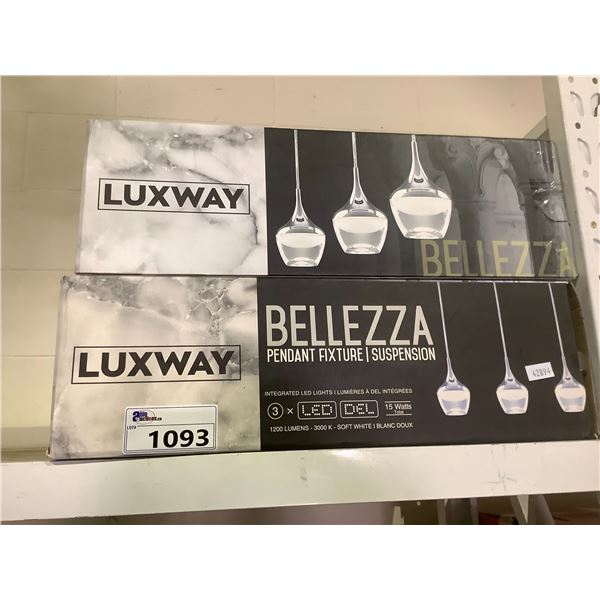 LUXWAY
BELLEZZA
LUXWAY
BELLEZZA
PENDANT FIXTURE | SUSPENSION
INTEGRATED LED LIGHTS | LUMIÈRES À DEL INTÉGRÉES
3 × LED DEL 15 Watts
Total
1200 LUMENS - 3000 K - SOFT WHITE | BLANC DOUX
42894
LOT#
1093